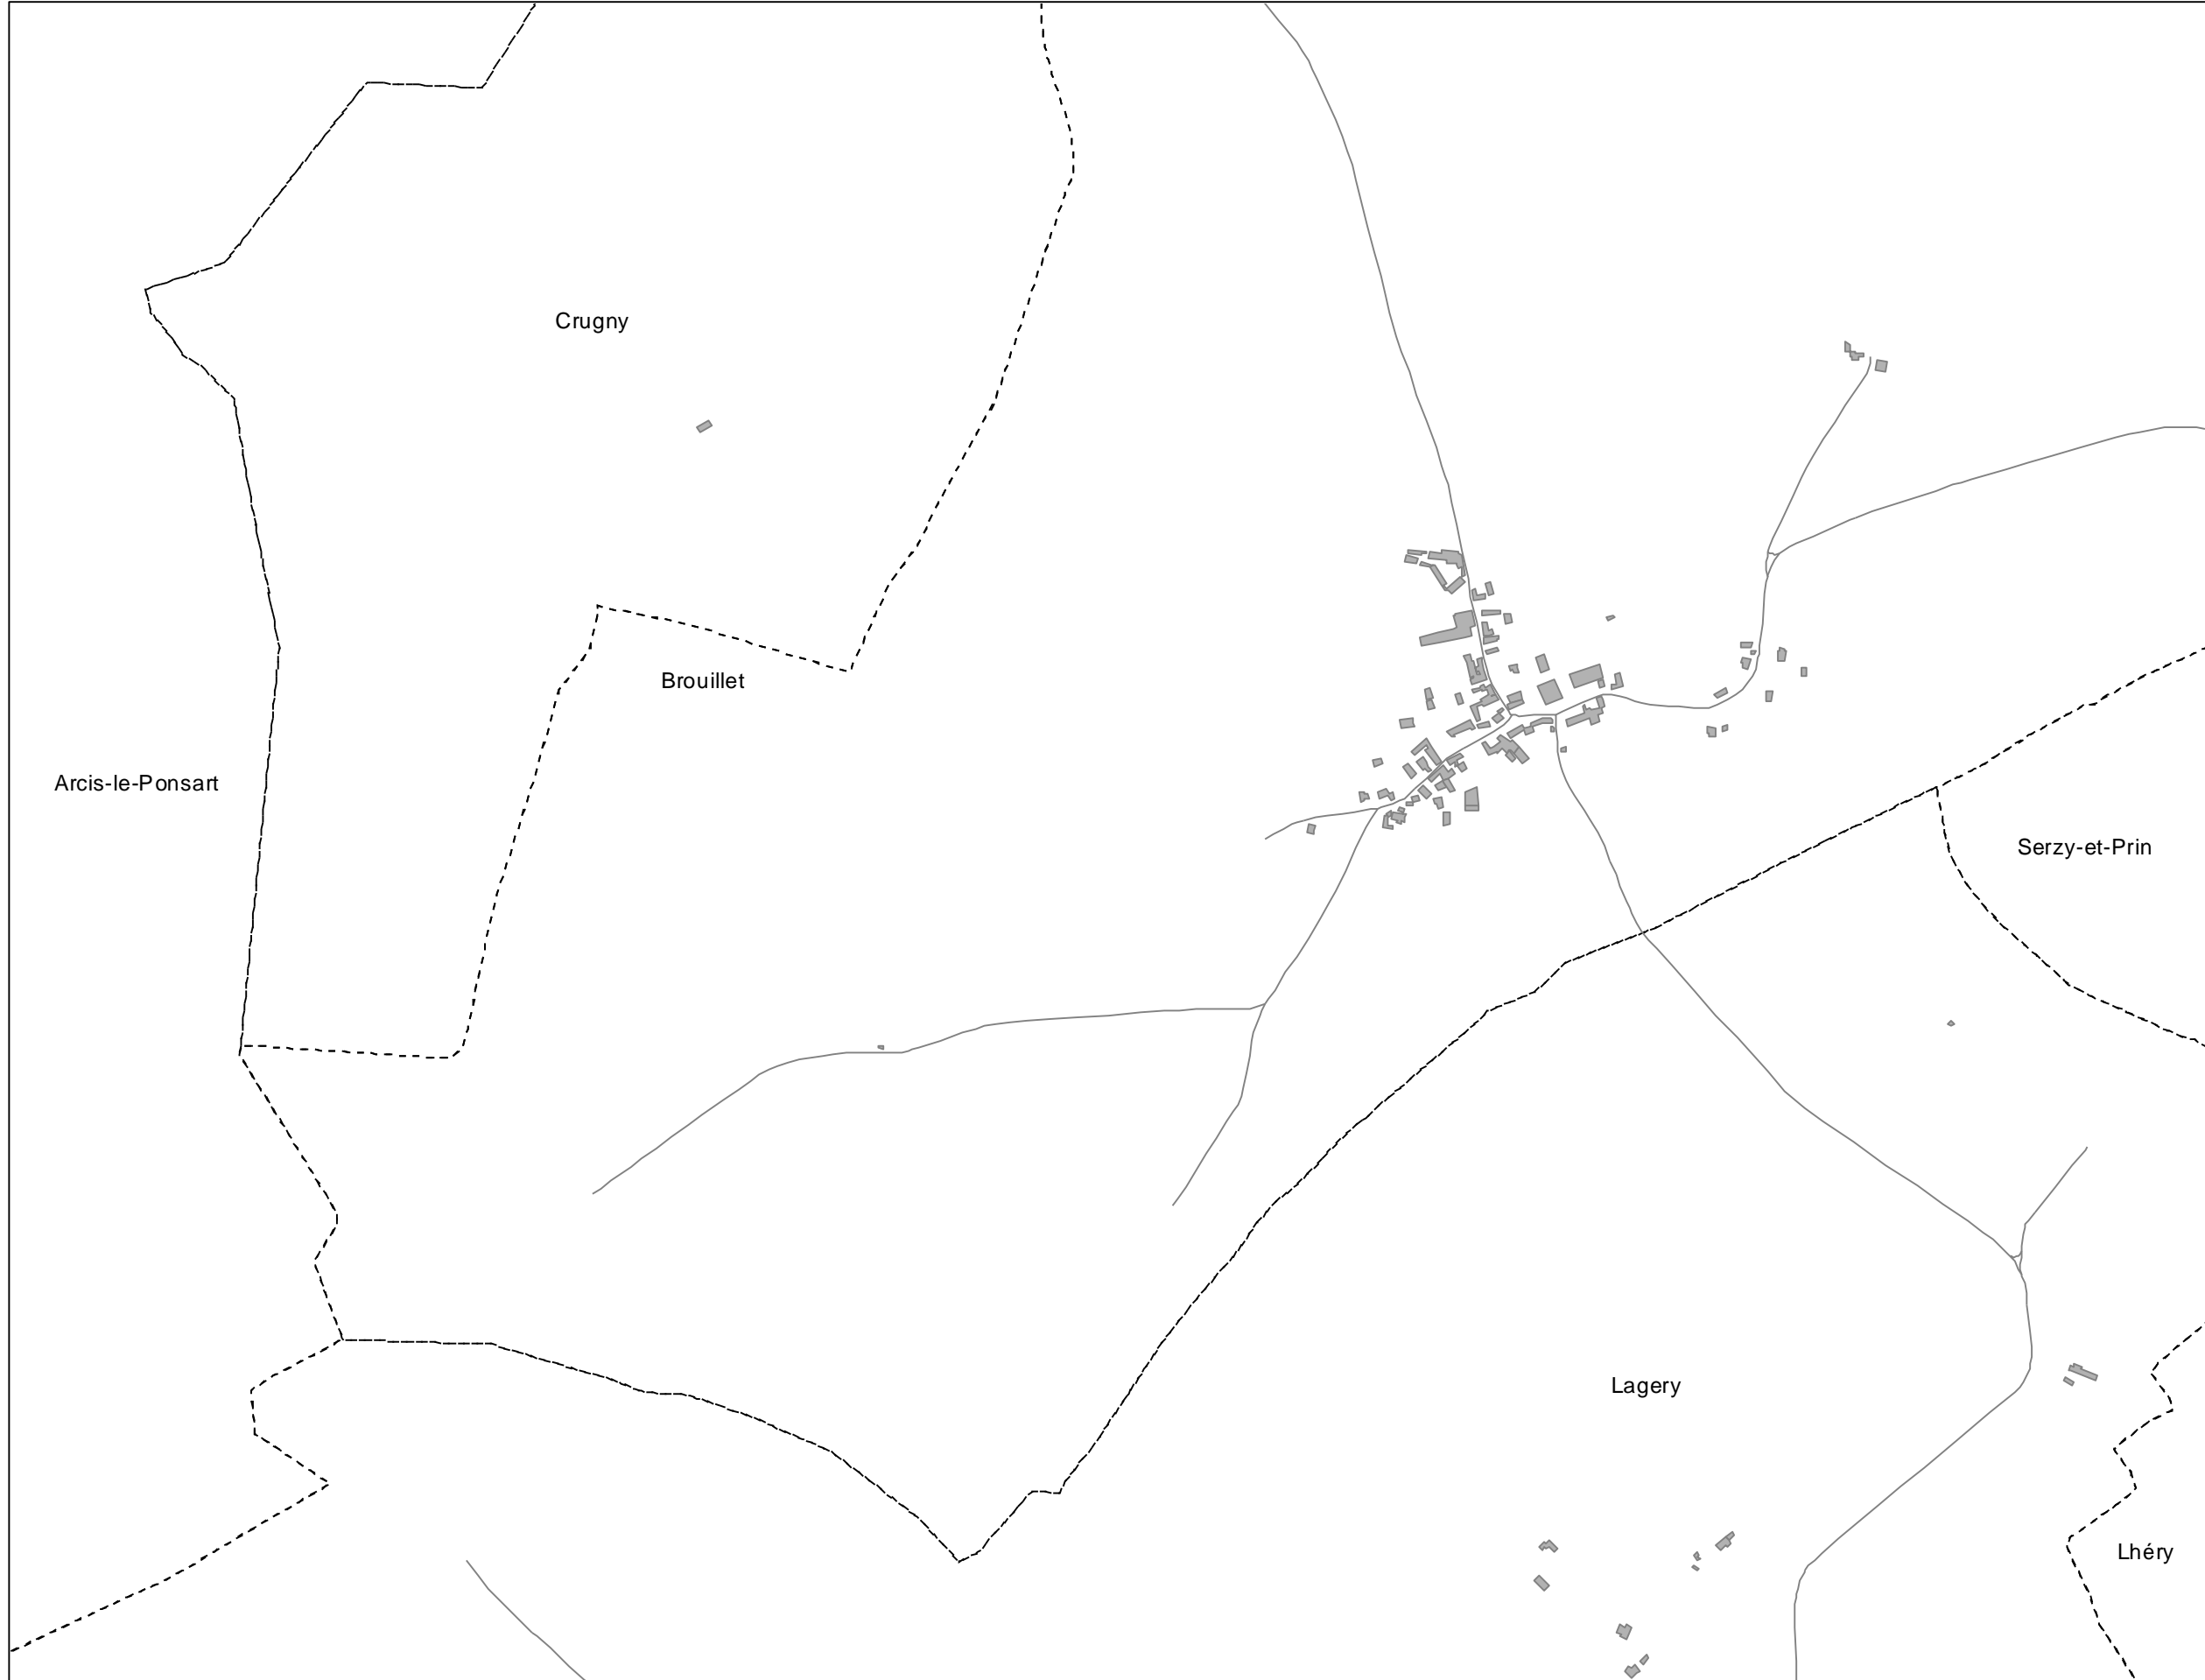 Crugny
Brouillet
Arcis-le-Ponsart
Serzy-et-Prin
Lagery
Lhéry